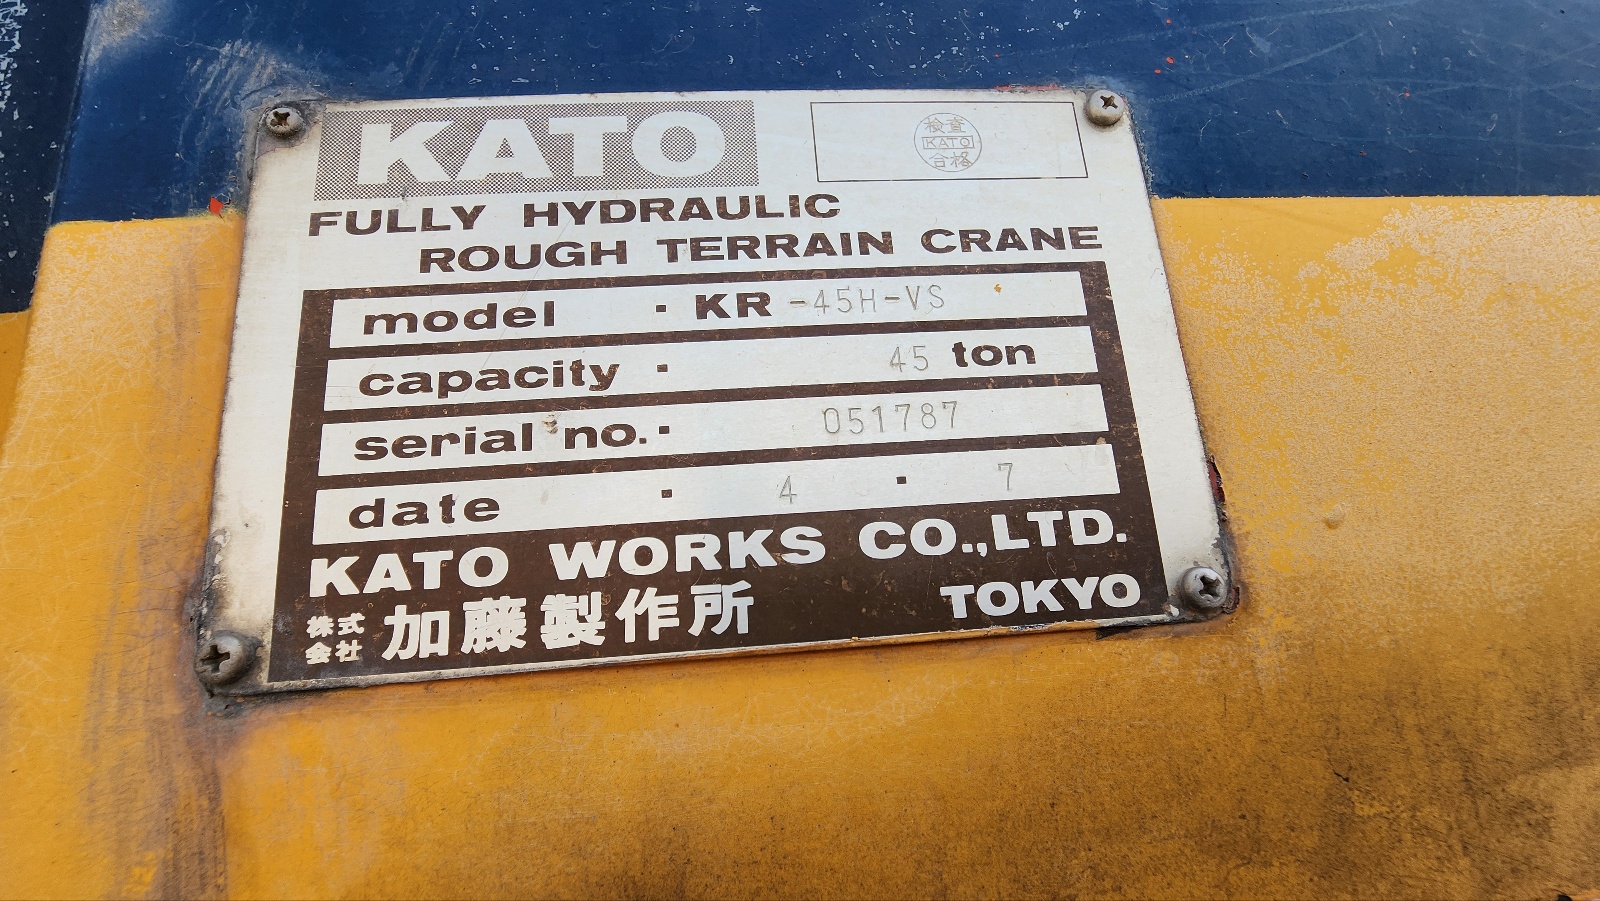 KATO
検査
KATO
合格
FULLY HYDRAULIC
ROUGH TERRAIN CRANE
model · KR -45H-VS
capacity · 45 ton
serial no. · 051787
date · 4 · 7
KATO WORKS CO.,LTD.
株式会社 加藤製作所 TOKYO